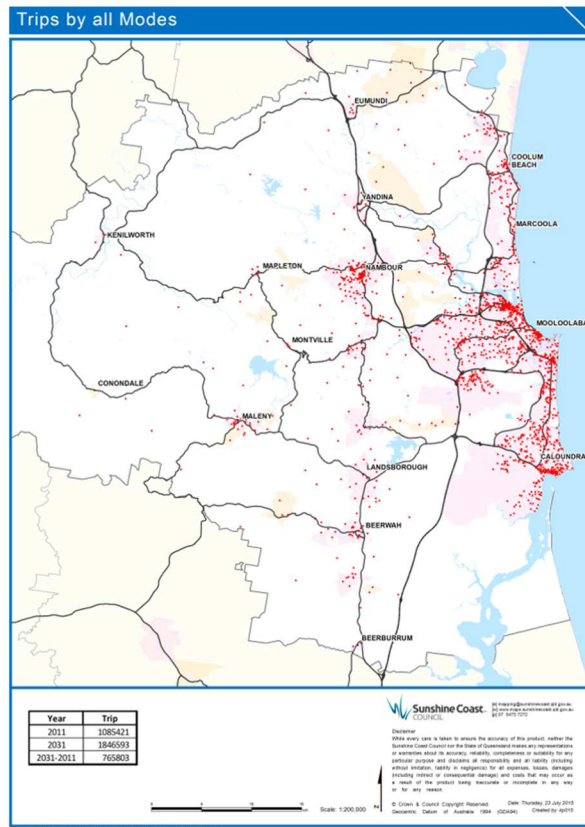 Trips by all Modes
EUMUNDI
COOLUM
BEACH
YANDINA
MARCOOLA
KENILWORTH
MAPLETON
NAMBOUR
MOOLOOLABA
MONTVILLE
CONONDALE
MALENY
CALOUNDRA
LANDSBOROUGH
BEERWAH
BEERBURRUM
Year Trip
2011 1085421
2031 1846593
2031-2011 765803
Sunshine Coast
COUNCIL
Disclaimer
While every care is taken to ensure the accuracy of this product, neither the
Sunshine Coast Council nor the State of Queensland makes any representations
or warranties about its accuracy, reliability, completeness or suitability for any
particular purpose and disclaims all responsibility and all liability (including
without limitation, liability in negligence) for all expenses, losses, damages
(including indirect or consequential damage) and costs that may occur as
a result of the product being inaccurate or incomplete in any way
or for any reason.
© Crown & Council Copyright Reserved.
Geocentric Datum of Australia 1994 (GDA94)
Date: Thursday, 23 July 2015
Scale: 1:200,000